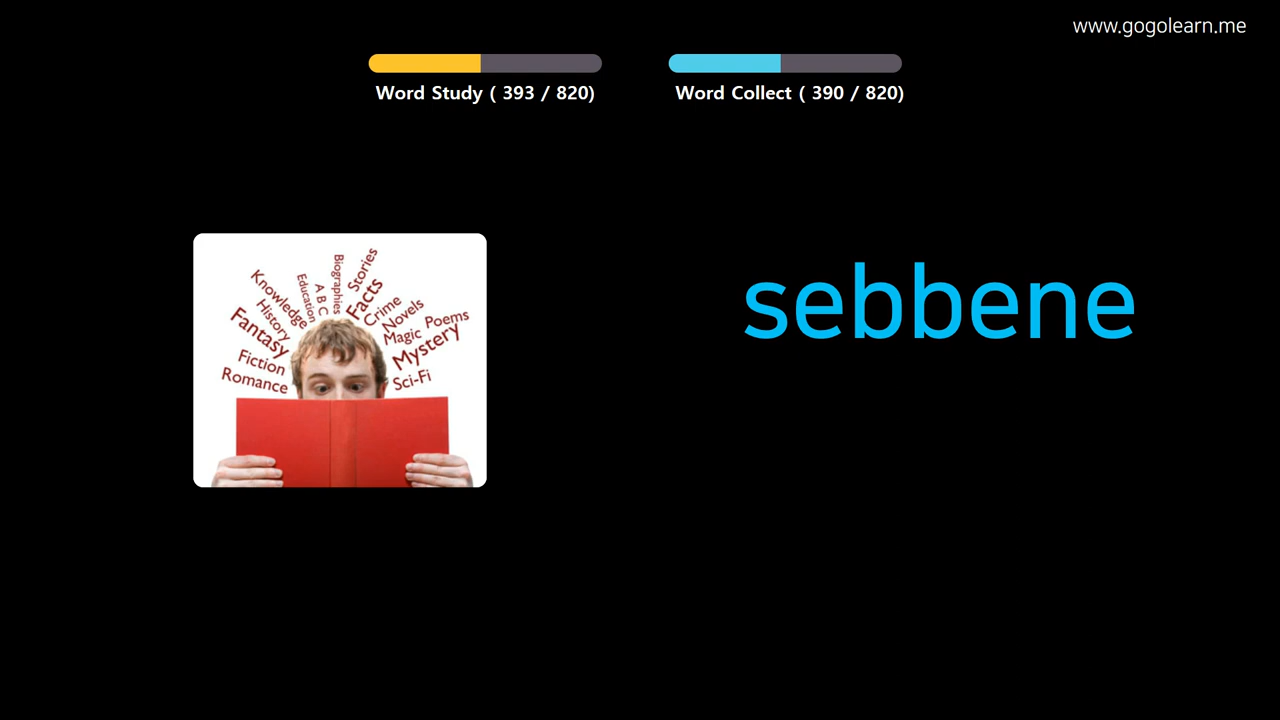 www.gogolearn.me
Word Study ( 393 / 820)
Word Collect ( 390 / 820)
sebbene
Knowledge
History
Fantasy
Fiction
Romance
Education
A B C
Biographies
Stories
Facts
Crime
Novels
Magic
Poems
Mystery
Sci-Fi